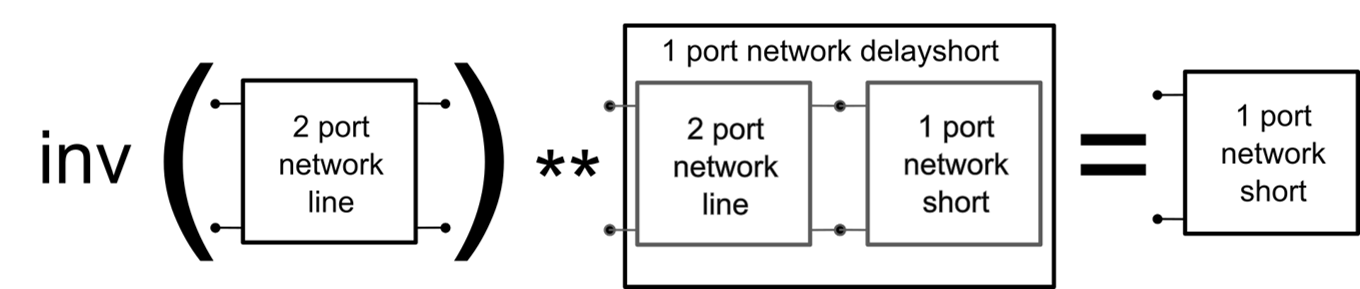 inv
(
2 port
network
line
)
**
1 port network delayshort
2 port
network
line
1 port
network
short
=
1 port
network
short